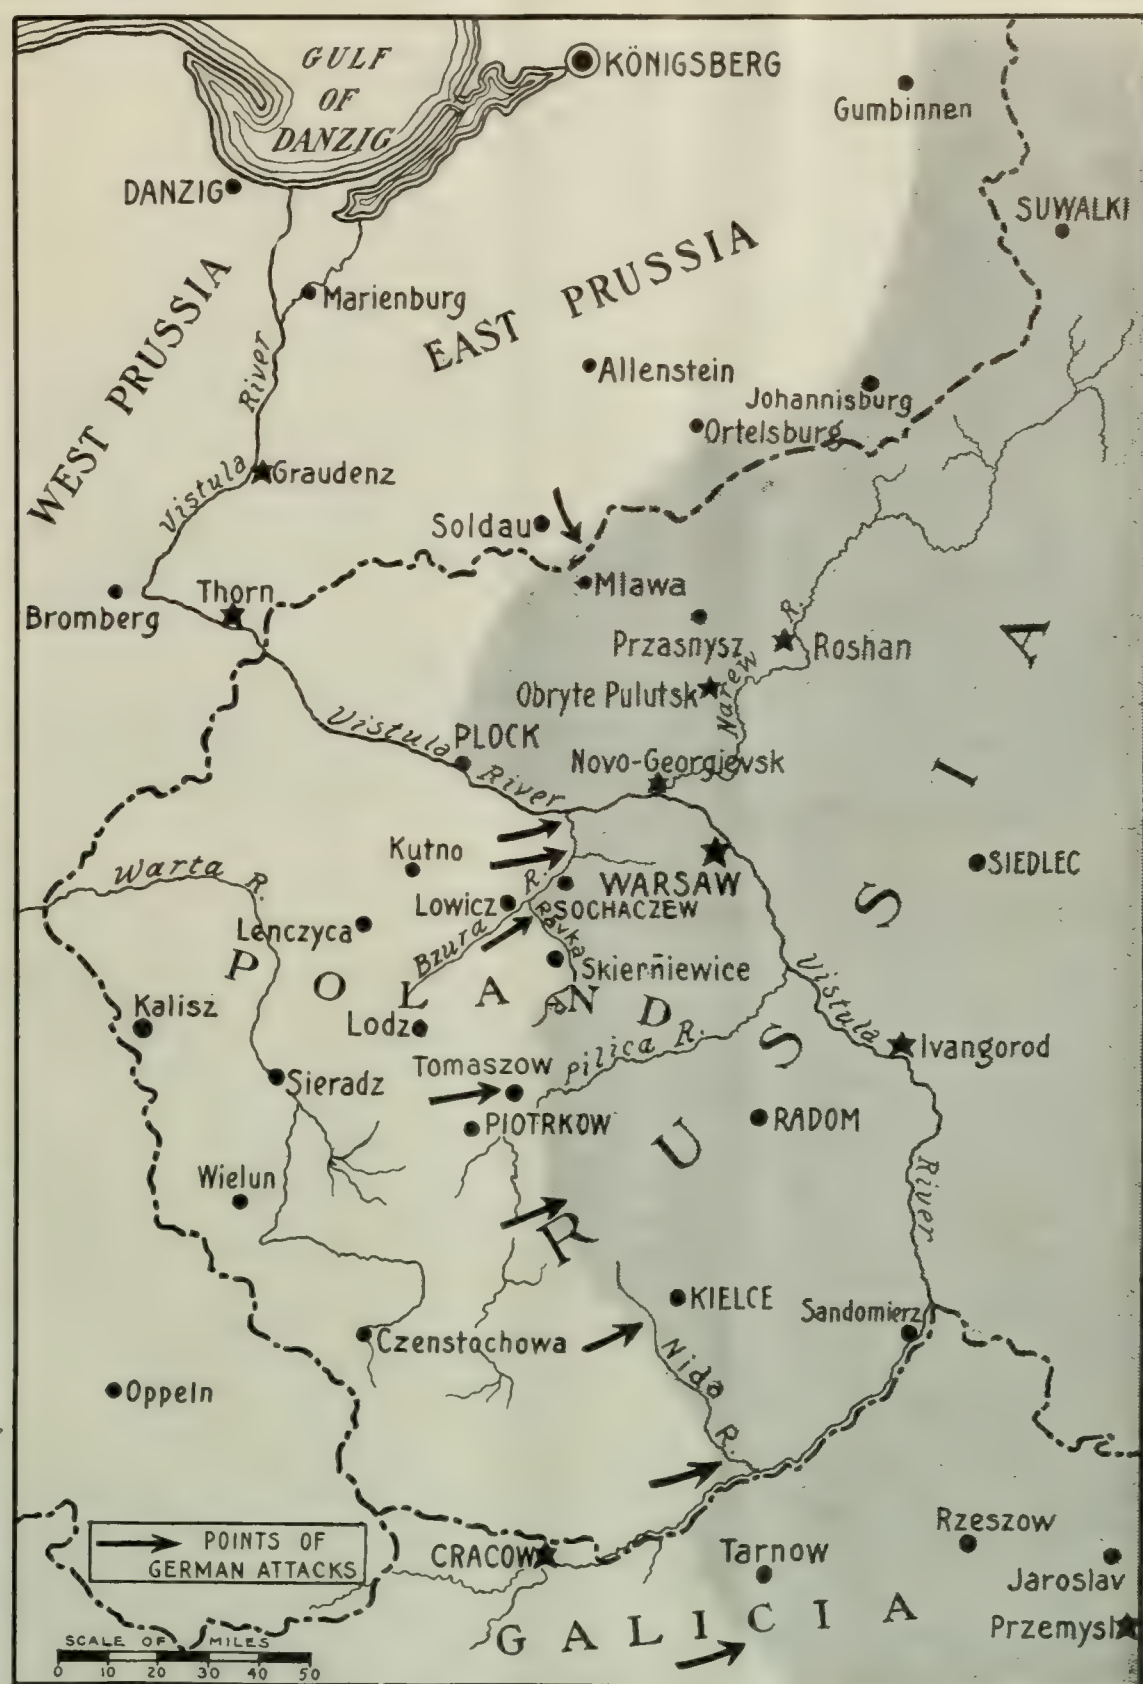 GULF
OF
DANZIG
KÖNIGSBERG
Gumbinnen
DANZIG
SUWALKI
WEST PRUSSIA
EAST PRUSSIA
Marienburg
River
Allenstein
Johannisburg
Ortelsburg
Vistula
Graudenz
Soldau
Mlawa
Bromberg
Thorn
Przasnysz
R.
Roshan
Obryte Pulutsk
Narew
Vistula
River
PLOCK
Novo-Georgievsk
Kutno
WARSAW
SIEDLEC
Warta R.
Lowicz
R.
SOCHACZEW
Lenczyca
Bzura
Ravka
Skierniewice
POLAND
Kalisz
Lodz
Vistula
Ivangorod
Pilica R.
Tomaszow
Sieradz
PIOTRKOW
RADOM
RUSSIA
Wielun
River
KIELCE
Sandomierz
Czenstochowa
Nida
R.
Oppeln
POINTS OF
GERMAN ATTACKS
CRACOW
Tarnow
Rzeszow
Jaroslav
Przemysl
GALICIA
SCALE OF MILES
0 10 20 30 40 50